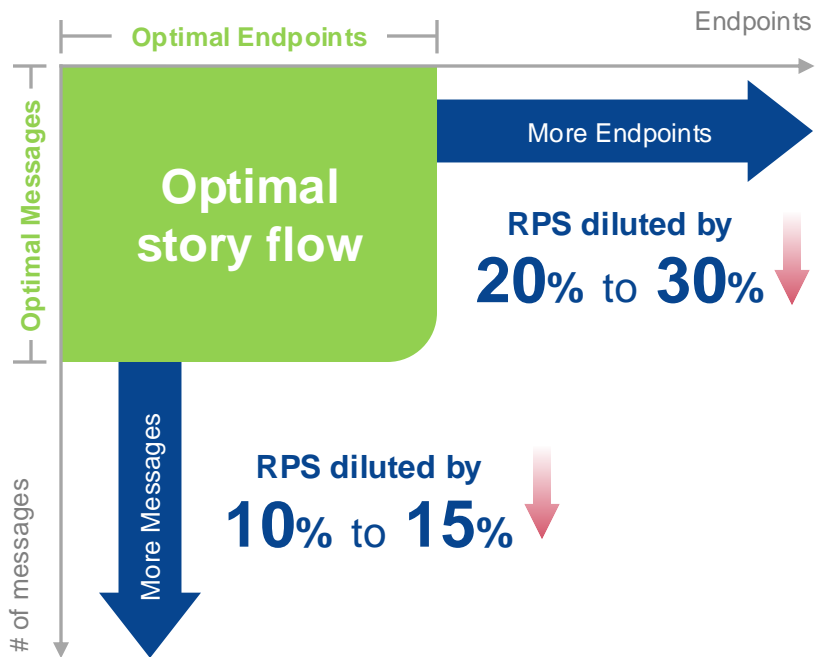 Endpoints
Optimal Endpoints
Optimal Messages
Optimal
story flow
More Endpoints
RPS diluted by
20% to 30%
More Messages
RPS diluted by
10% to 15%
# of messages